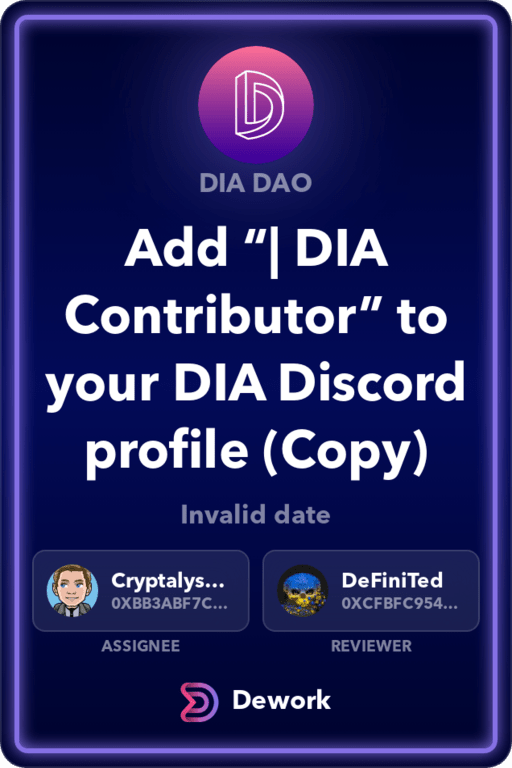 DIA DAO
Add “| DIA
Contributor” to
your DIA Discord
profile (Copy)
Invalid date
Cryptalys...
0XBB3ABF7C...
ASSIGNEE
DeFiniTed
0XCFBFC954...
REVIEWER
Dework